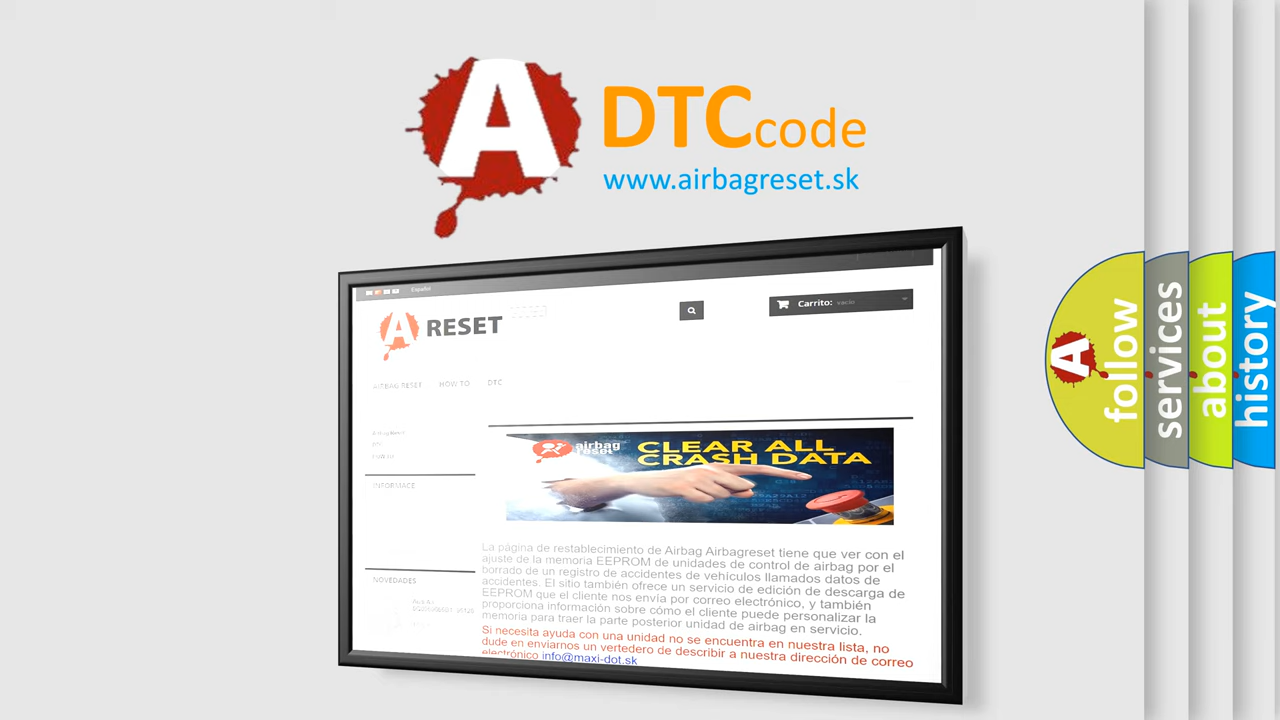 A
DTCcode
www.airbagreset.sk
Español
A RESET
Carrito: vacío
AIRBAG RESET HOW TO DTC
Airbag Reset
INFORMACE
airbag
reset
CLEAR ALL
CRASH DATA
La página de restablecimiento de Airbag Airbagreset tiene que ver con el
ajuste de la memoria EEPROM de unidades de control de airbag por el
borrado de un registro de accidentes de vehículos llamados datos de
accidentes. El sitio también ofrece un servicio de edición de descarga de
EEPROM que el cliente nos envía por correo electrónico, y también
proporciona información sobre cómo el cliente puede personalizar la
memoria para traer la parte posterior unidad de airbag en servicio.
Si necesita ayuda con una unidad no se encuentra en nuestra lista, no
dude en enviarnos un vertedero de describir a nuestra dirección de correo
electrónico info@maxi-dot.sk
NOVEDADES
A follow
services
about
history